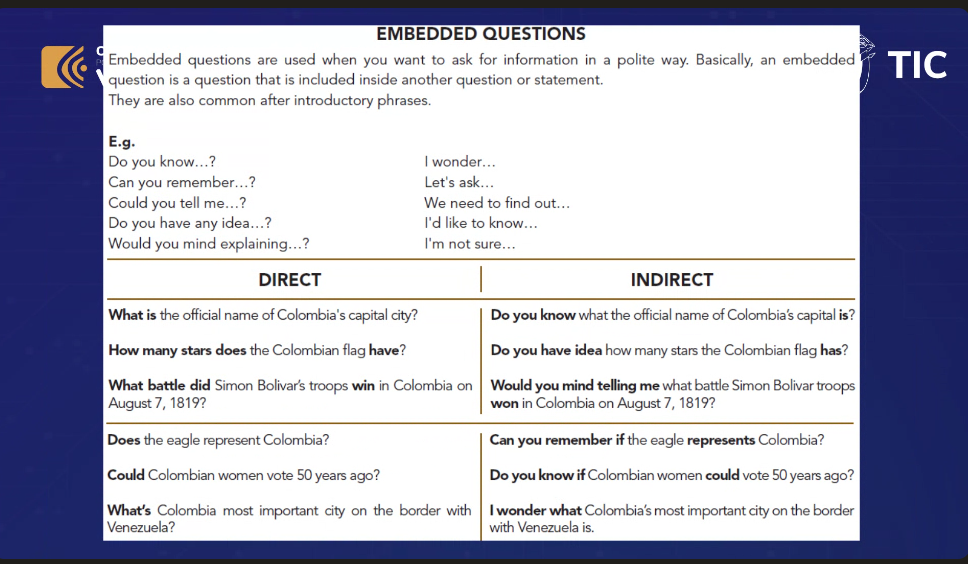 EMBEDDED QUESTIONS
Embedded questions are used when you want to ask for information in a polite way. Basically, an embedded
question is a question that is included inside another question or statement.
They are also common after introductory phrases.
TIC
E.g.
Do you know…?
Can you remember…?
Could you tell me…?
Do you have any idea…?
Would you mind explaining…?
I wonder…
Let's ask…
We need to find out…
I'd like to know…
I'm not sure…
DIRECT
INDIRECT
What is the official name of Colombia's capital city?
Do you know what the official name of Colombia's capital is?
How many stars does the Colombian flag have?
Do you have idea how many stars the Colombian flag has?
What battle did Simon Bolivar's troops win in Colombia on
August 7, 1819?
Would you mind telling me what battle Simon Bolivar troops
won in Colombia on August 7, 1819?
Does the eagle represent Colombia?
Can you remember if the eagle represents Colombia?
Could Colombian women vote 50 years ago?
Do you know if Colombian women could vote 50 years ago?
What's Colombia most important city on the border with
Venezuela?
I wonder what Colombia's most important city on the border
with Venezuela is.